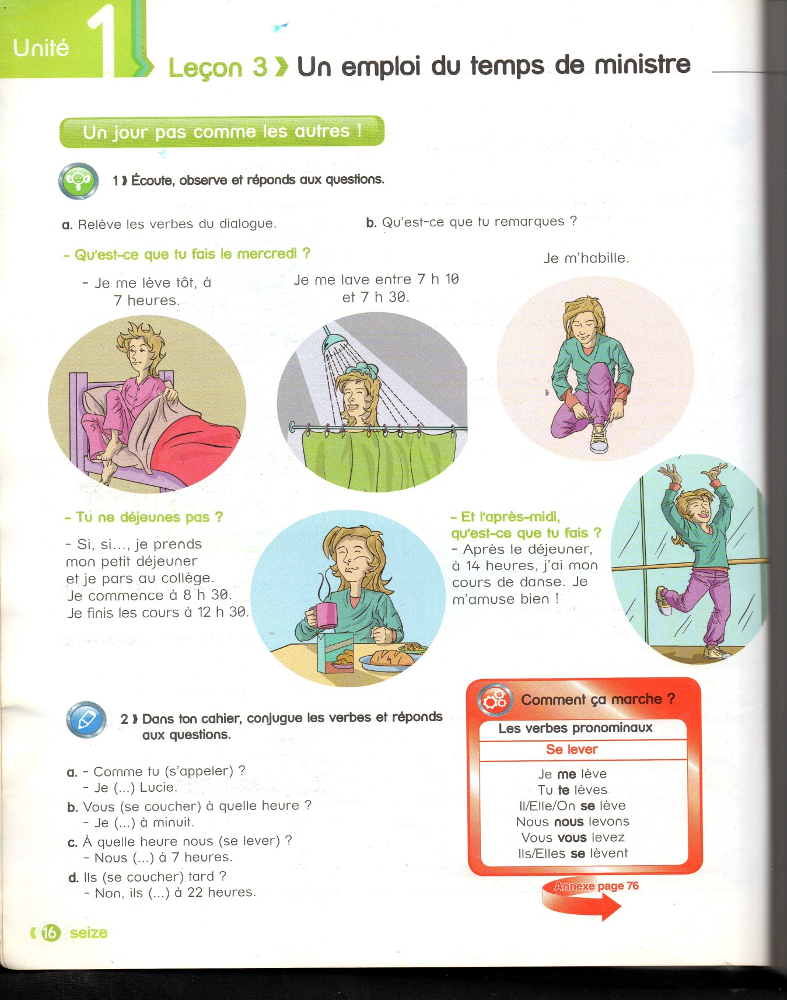 Unité 1
Leçon 3 Un emploi du temps de ministre
Un jour pas comme les autres !
1 Écoute, observe et réponds aux questions.
a. Relève les verbes du dialogue.
b. Qu'est-ce que tu remarques ?
- Qu'est-ce que tu fais le mercredi ?
- Je me lève tôt, à
7 heures.
Je me lave entre 7 h 10
et 7 h 30.
Je m'habille.
- Tu ne déjeunes pas ?
- Si, si..., je prends
mon petit déjeuner
et je pars au collège.
Je commence à 8 h 30.
Je finis les cours à 12 h 30.
- Et l'après-midi,
qu'est-ce que tu fais ?
- Après le déjeuner,
à 14 heures, j'ai mon
cours de danse. Je
m'amuse bien !
2 Dans ton cahier, conjugue les verbes et réponds
aux questions.
a. - Comme tu (s'appeler) ?
- Je (...) Lucie.
b. Vous (se coucher) à quelle heure ?
- Je (...) à minuit.
c. À quelle heure nous (se lever) ?
- Nous (...) à 7 heures.
d. Ils (se coucher) tard ?
- Non, ils (...) à 22 heures.
Comment ça marche ?
Les verbes pronominaux
Se lever
Je me lève
Tu te lèves
Il/Elle/On se lève
Nous nous levons
Vous vous levez
Ils/Elles se lèvent
Annexe page 76
16 seize